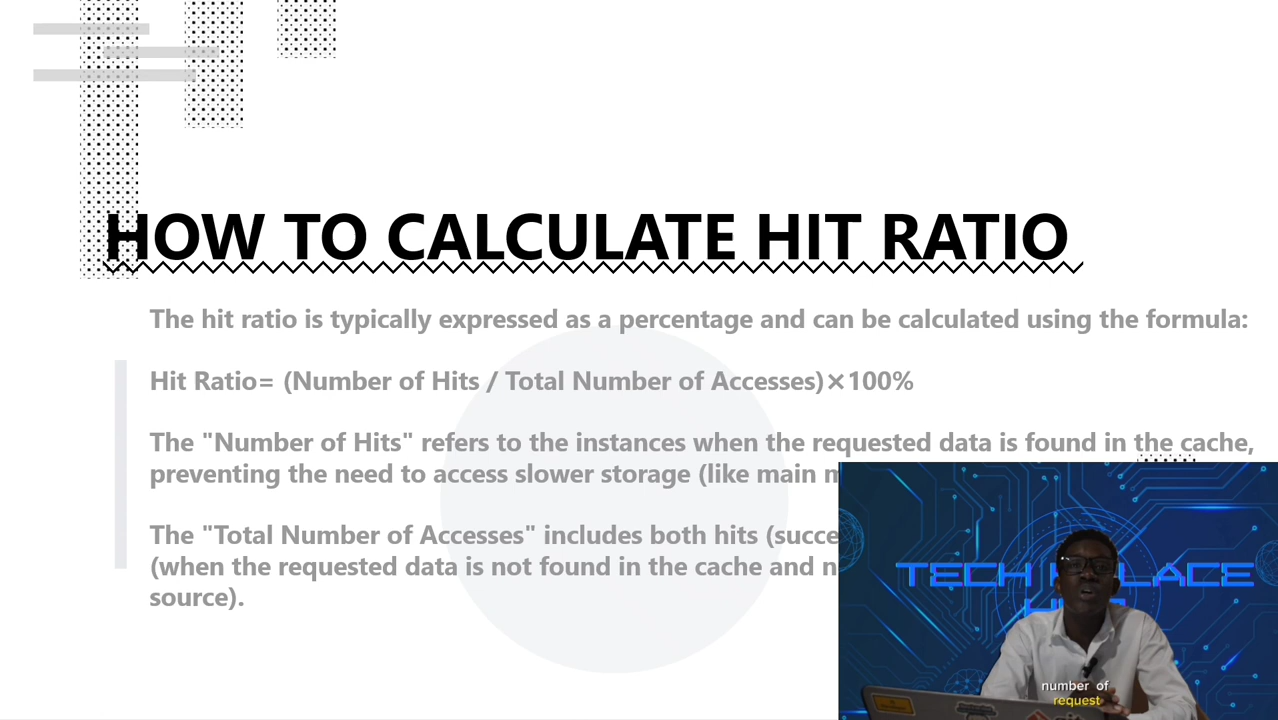 HOW TO CALCULATE HIT RATIO
The hit ratio is typically expressed as a percentage and can be calculated using the formula:
Hit Ratio= (Number of Hits / Total Number of Accesses)×100%
The "Number of Hits" refers to the instances when the requested data is found in the cache,
preventing the need to access slower storage (like main
The "Total Number of Accesses" includes both hits
(when the requested data is not found in the cache and
source).
TECH
number of
request